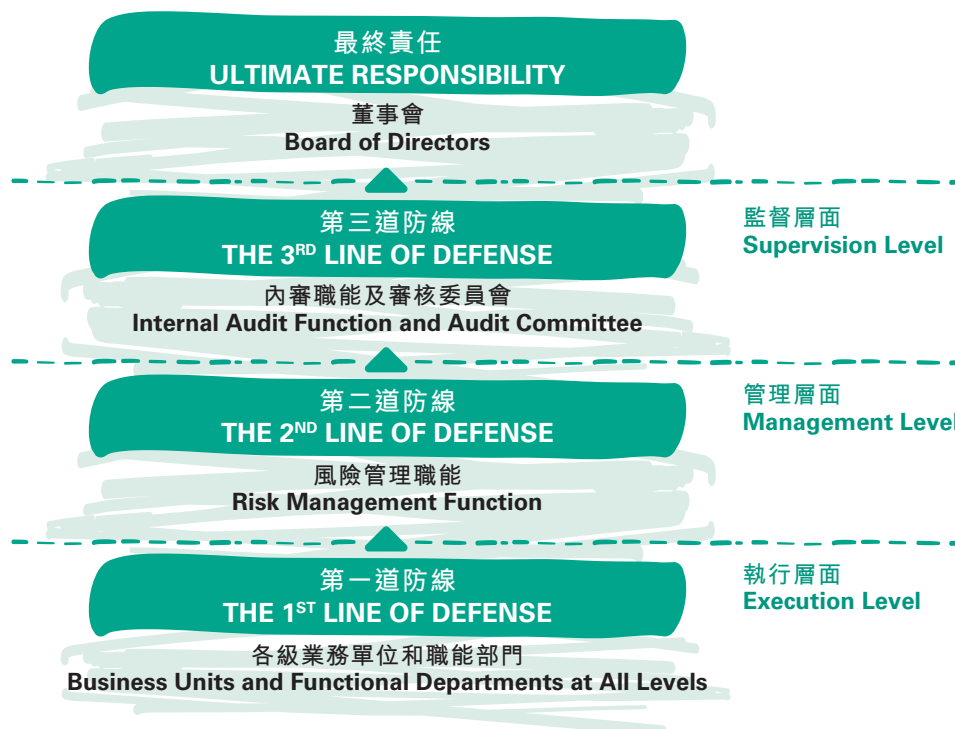 最終責任
ULTIMATE RESPONSIBILITY
董事會
Board of Directors
第三道防線
THE 3RD LINE OF DEFENSE
監督層面
Supervision Level
內審職能及審核委員會
Internal Audit Function and Audit Committee
第二道防線
THE 2ND LINE OF DEFENSE
管理層面
Management Level
風險管理職能
Risk Management Function
第一道防線
THE 1ST LINE OF DEFENSE
執行層面
Execution Level
各級業務單位和職能部門
Business Units and Functional Departments at All Levels